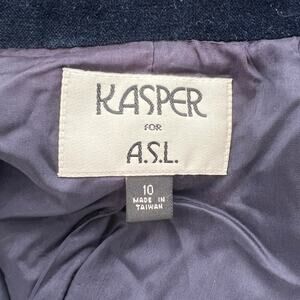 KASPER
FOR
A.S.L.
10
MADE IN
TAIWAN